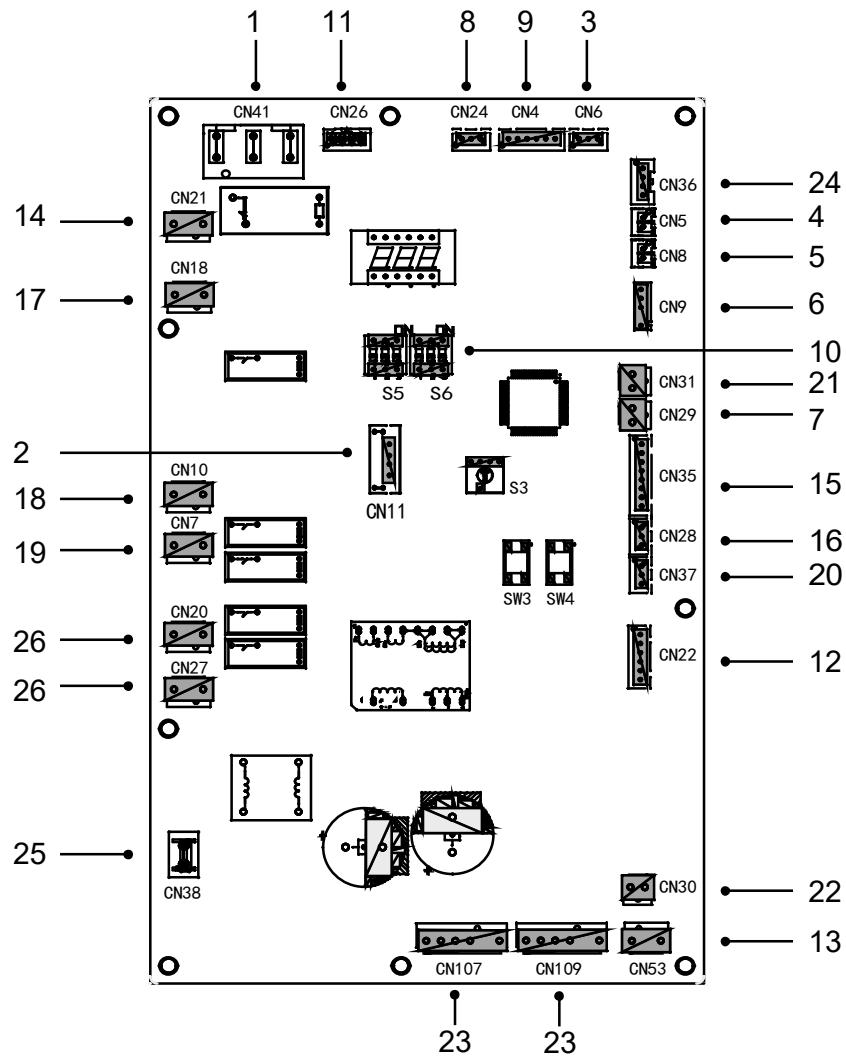 1 11 8 9 3
CN41 CN26 CN24 CN4 CN6
CN36 24
14 CN21 CN5 4
CN8 5
17 CN18
CN9 6
10
S5 S6 CN31 21
CN29 7
2 CN11
18 CN10 S3 CN35 15
19 CN7 CN28 16
SW3 SW4 CN37 20
26 CN20
CN22 12
26 CN27
25 CN38
CN30 22
13
CN107 CN109 CN53
23 23